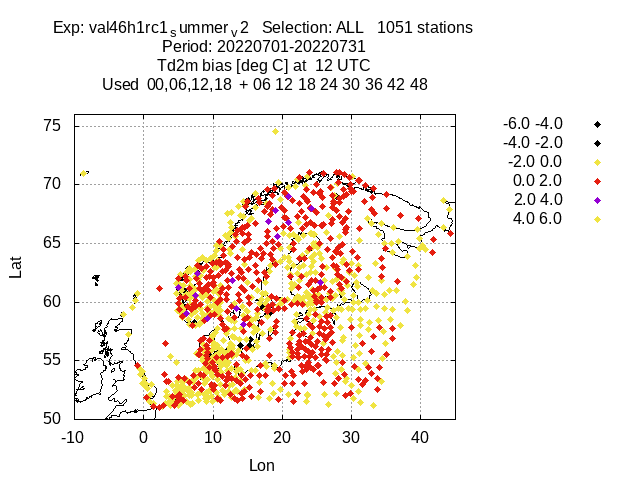 Exp: val46h1rc1summerv2   Selection: ALL   1051 stations
Period: 20220701-20220731
Td2m bias [deg C] at  12 UTC
Used  00,06,12,18  + 06 12 18 24 30 36 42 48
-6.0 -4.0
-4.0 -2.0
-2.0 0.0
0.0 2.0
2.0 4.0
4.0 6.0
75
70
65
60
55
50
Lat
-10 0 10 20 30 40
Lon